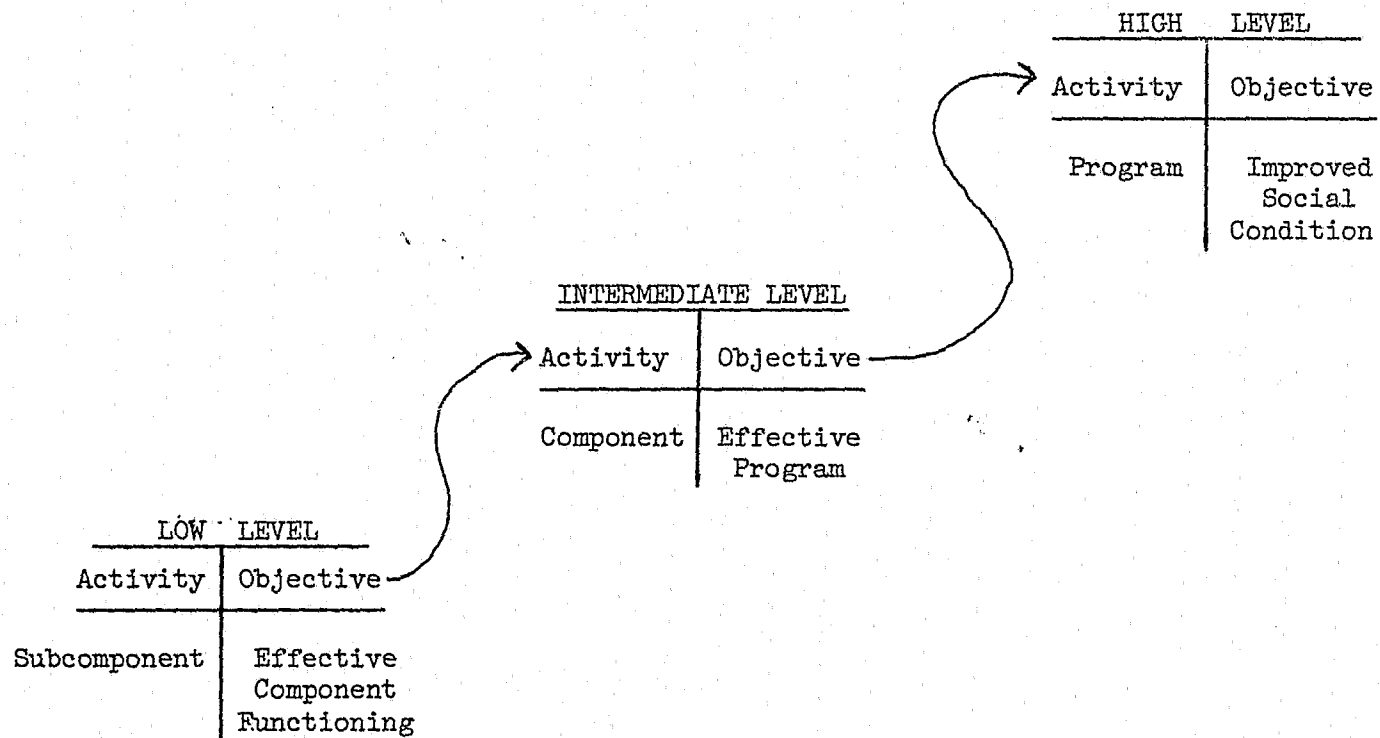 HIGH LEVEL
Activity Objective
Program Improved
Social
Condition
INTERMEDIATE LEVEL
Activity Objective
Component Effective
Program
LOW LEVEL
Activity Objective
Subcomponent Effective
Component
Functioning